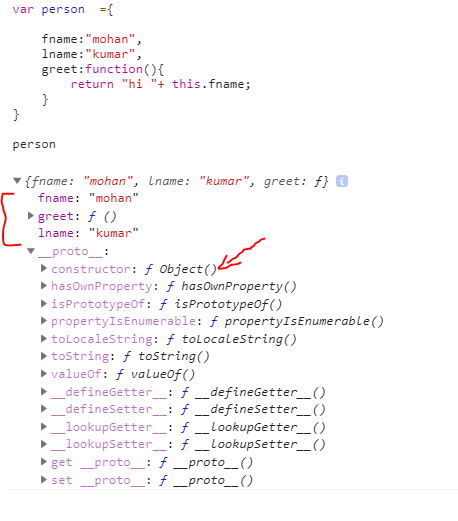 var person  ={
fname:"mohan",
lname:"kumar",
greet:function(){
return "hi "+ this.fname;
}
}
person
{fname: "mohan", lname: "kumar", greet: ƒ} i
fname: "mohan"
greet: ƒ ()
lname: "kumar"
__proto__:
constructor: ƒ Object()
hasOwnProperty: ƒ hasOwnProperty()
isPrototypeOf: ƒ isPrototypeOf()
propertyIsEnumerable: ƒ propertyIsEnumerable()
toLocaleString: ƒ toLocaleString()
toString: ƒ toString()
valueOf: ƒ valueOf()
__defineGetter__: ƒ __defineGetter__()
__defineSetter__: ƒ __defineSetter__()
__lookupGetter__: ƒ __lookupGetter__()
__lookupSetter__: ƒ __lookupSetter__()
get __proto__: ƒ __proto__()
set __proto__: ƒ __proto__()